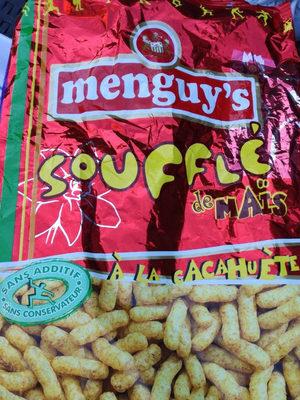 menguy's
SOUFFLÉ
de MAÏS
À LA CACAHUÈTE
SANS ADDITIF
SANS CONSERVATEUR